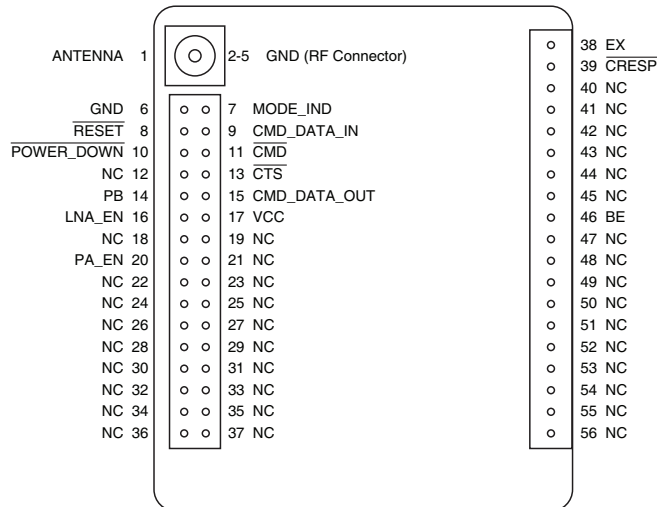 ANTENNA 1 2-5 GND (RF Connector)
38 EX
39 C̅R̅E̅S̅P̅
40 NC
GND 6 7 MODE_IND 41 NC
R̅E̅S̅E̅T̅ 8 9 CMD_DATA_IN 42 NC
P̅O̅W̅E̅R̅_̅D̅O̅W̅N̅ 10 11 C̅M̅D̅ 43 NC
NC 12 13 C̅T̅S̅ 44 NC
PB 14 15 CMD_DATA_OUT 45 NC
LNA_EN 16 17 VCC 46 BE
NC 18 19 NC 47 NC
PA_EN 20 21 NC 48 NC
NC 22 23 NC 49 NC
NC 24 25 NC 50 NC
NC 26 27 NC 51 NC
NC 28 29 NC 52 NC
NC 30 31 NC 53 NC
NC 32 33 NC 54 NC
NC 34 35 NC 55 NC
NC 36 37 NC 56 NC